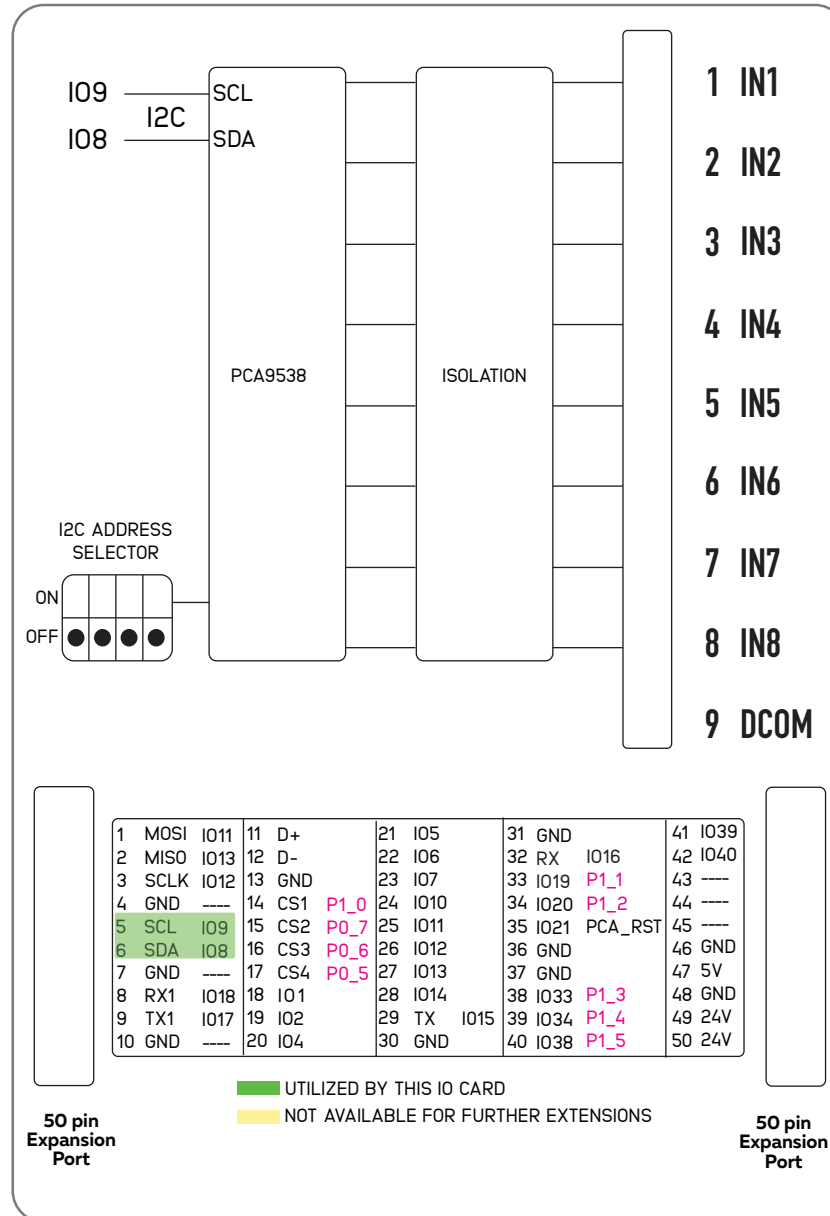 IO9
SCL
I2C
IO8
SDA
1 IN1
2 IN2
3 IN3
4 IN4
5 IN5
6 IN6
7 IN7
8 IN8
9 DCOM
PCA9538
ISOLATION
I2C ADDRESS
SELECTOR
ON
OFF
1 MOSI IO11 11 D+ 21 IO5 31 GND 41 IO39
2 MISO IO13 12 D- 22 IO6 32 RX IO16 42 IO40
3 SCLK IO12 13 GND 23 IO7 33 IO19 P1_1 43 ----
4 GND ---- 14 CS1 P1_0 24 IO10 34 IO20 P1_2 44 ----
5 SCL IO9 15 CS2 P0_7 25 IO11 35 IO21 PCA_RST 45 ----
6 SDA IO8 16 CS3 P0_6 26 IO12 36 GND 46 GND
7 GND ---- 17 CS4 P0_5 27 IO13 37 GND 47 5V
8 RX1 IO18 18 IO1 28 IO14 38 IO33 P1_3 48 GND
9 TX1 IO17 19 IO2 29 TX IO15 39 IO34 P1_4 49 24V
10 GND ---- 20 IO4 30 GND 40 IO38 P1_5 50 24V
UTILIZED BY THIS IO CARD
NOT AVAILABLE FOR FURTHER EXTENSIONS
50 pin
Expansion
Port
50 pin
Expansion
Port